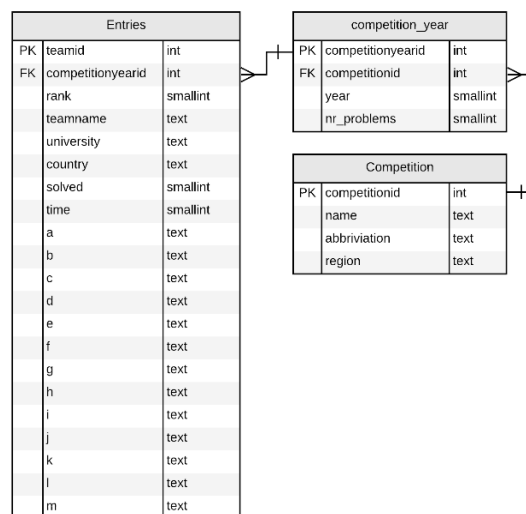 Entries
PK teamid int
FK competitionyearid int
rank smallint
teamname text
university text
country text
solved smallint
time smallint
a text
b text
c text
d text
e text
f text
g text
h text
i text
j text
k text
l text
m text
competition_year
PK competitionyearid int
FK competitionid int
year smallint
nr_problems smallint
Competition
PK competitionid int
name text
abbriviation text
region text